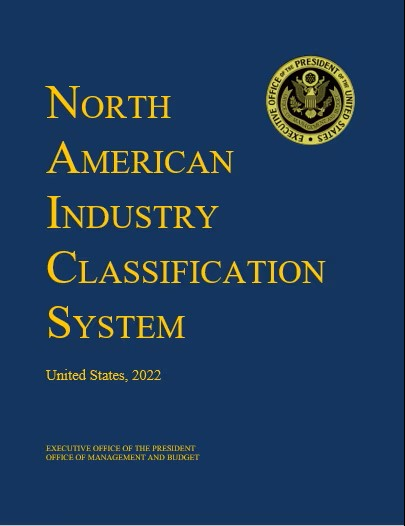 EXECUTIVE OFFICE OF THE PRESIDENT OF THE UNITED STATES
NORTH
AMERICAN
INDUSTRY
CLASSIFICATION
SYSTEM
United States, 2022
EXECUTIVE OFFICE OF THE PRESIDENT
OFFICE OF MANAGEMENT AND BUDGET